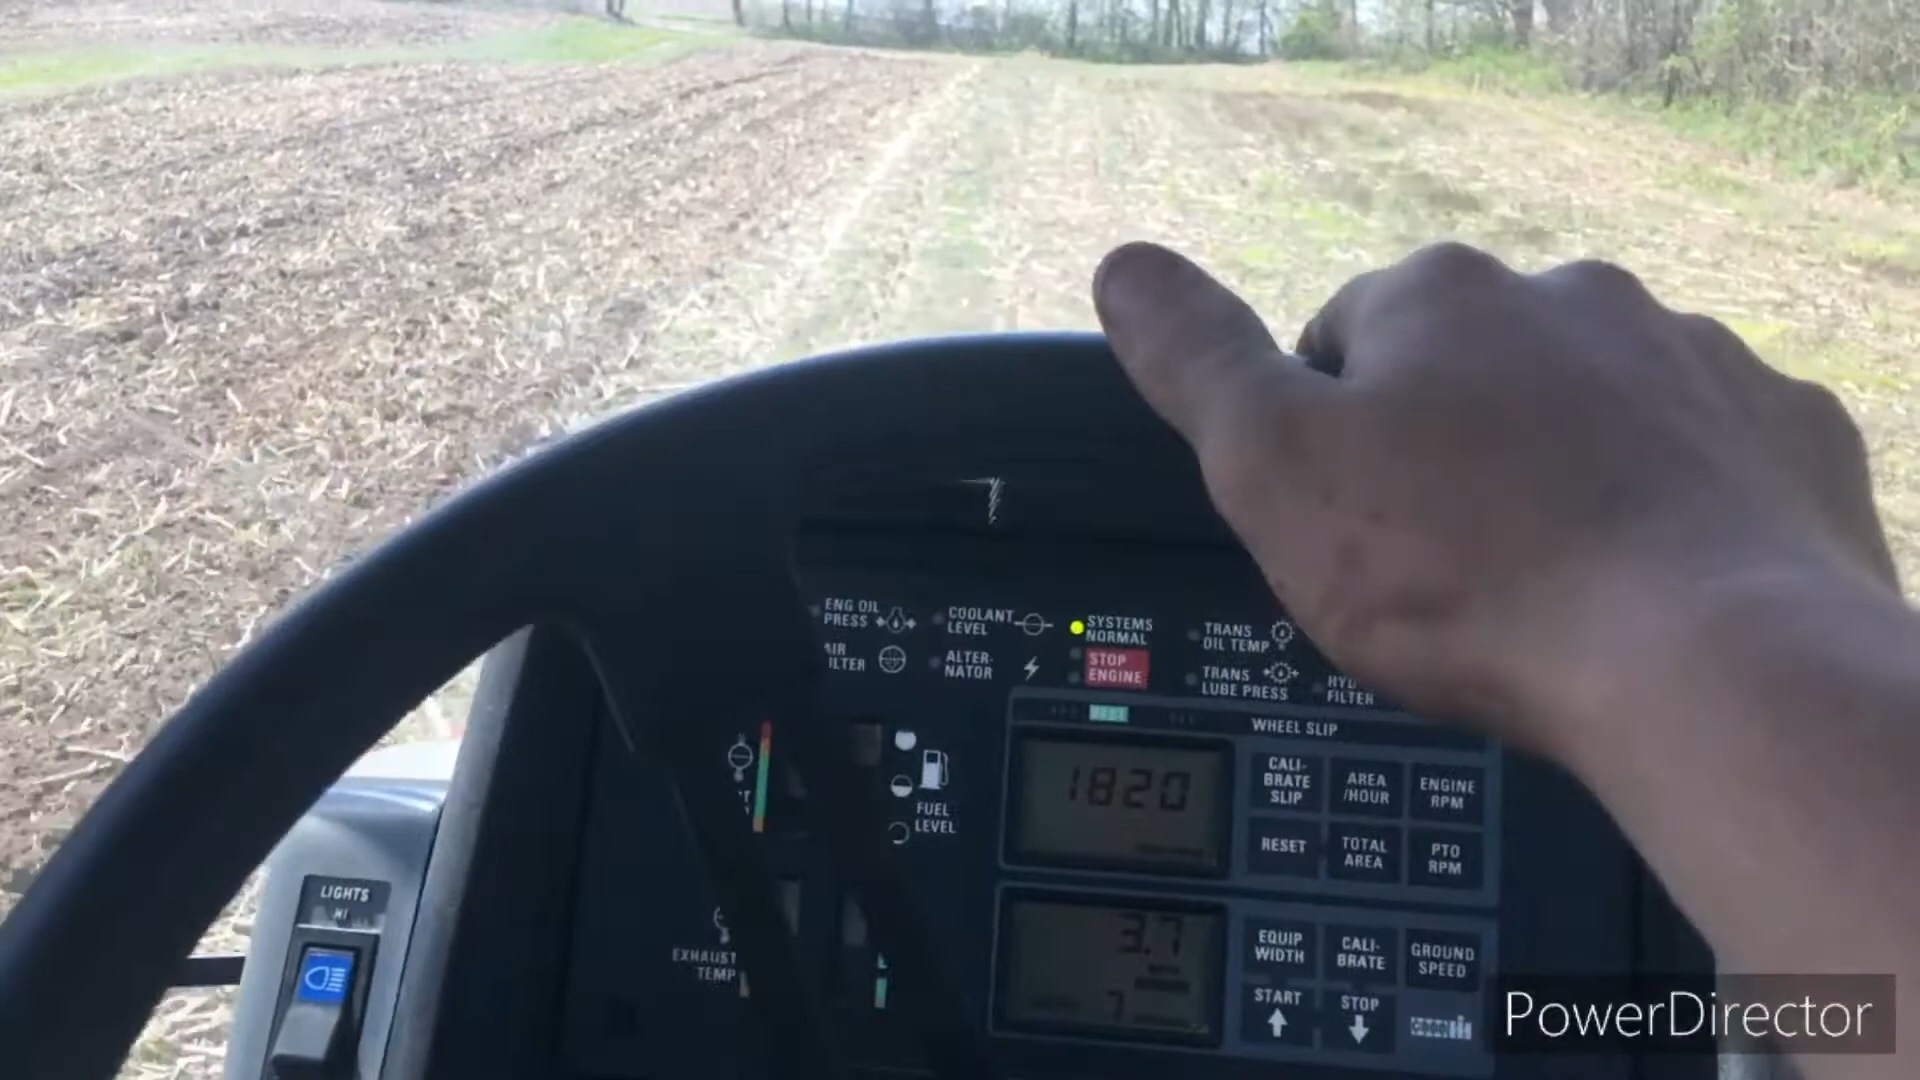 ENG OIL
PRESS
COOLANT
LEVEL
SYSTEMS
NORMAL
TRANS
OIL TEMP
ALTER-
NATOR
STOP
ENGINE
TRANS
LUBE PRESS
FILTER
WHEEL SLIP
1820
CALI-
BRATE
SLIP
AREA
/HOUR
ENGINE
RPM
RESET
TOTAL
AREA
PTO
RPM
FUEL
LEVEL
LIGHTS
HI
EXHAUST
TEMP
3.7
7
EQUIP
WIDTH
CALI-
BRATE
GROUND
SPEED
START
STOP
PowerDirector